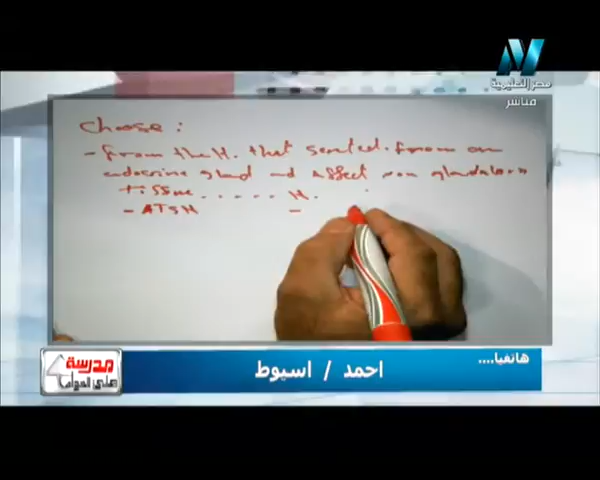 مصر التعليمية
مباشر
Choose :
- from the H. that sented from an
endocrine gland and affect non glandular
tissue ..... H.
- ATSH -
هاتفيا....
احمد / اسيوط
مدرسة
على الهواء